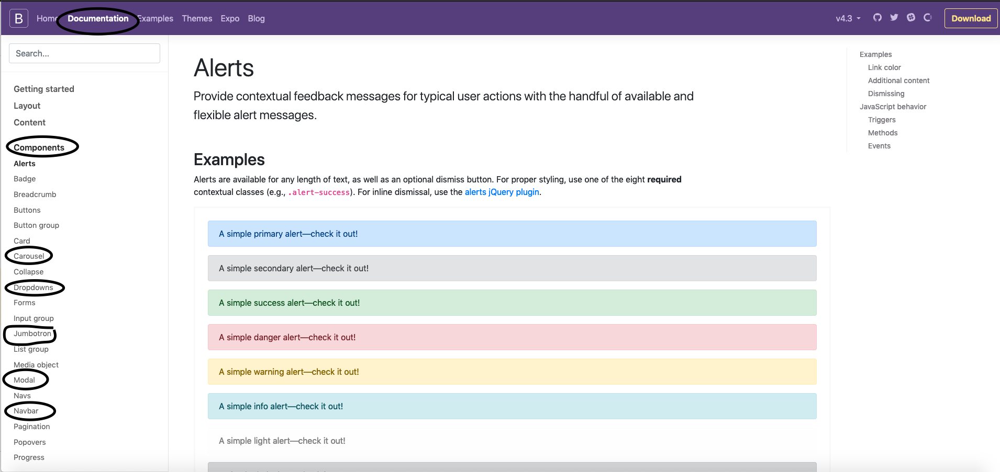 B Home Documentation Examples Themes Expo Blog v4.3 Download
Search...
Getting started
Layout
Content
Components
Alerts
Badge
Breadcrumb
Buttons
Button group
Card
Carousel
Collapse
Dropdowns
Forms
Input group
Jumbotron
List group
Media object
Modal
Navs
Navbar
Pagination
Popovers
Progress
Alerts
Provide contextual feedback messages for typical user actions with the handful of available and
flexible alert messages.
Examples
Alerts are available for any length of text, as well as an optional dismiss button. For proper styling, use one of the eight required
contextual classes (e.g., .alert-success). For inline dismissal, use the alerts jQuery plugin.
A simple primary alert—check it out!
A simple secondary alert—check it out!
A simple success alert—check it out!
A simple danger alert—check it out!
A simple warning alert—check it out!
A simple info alert—check it out!
A simple light alert—check it out!
Examples
Link color
Additional content
Dismissing
JavaScript behavior
Triggers
Methods
Events